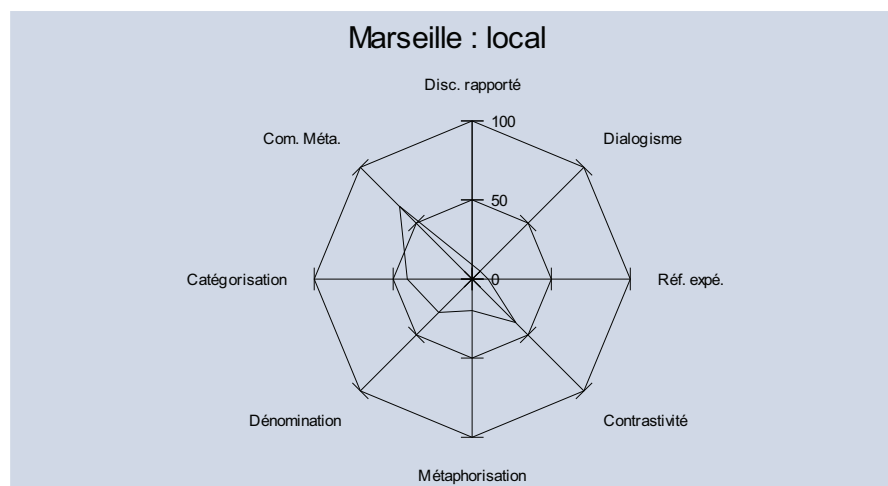 Marseille : local
Disc. rapporté
Com. Méta.
100
Dialogisme
50
Catégorisation
0
Réf. expé.
Dénomination
Contrastivité
Métaphorisation